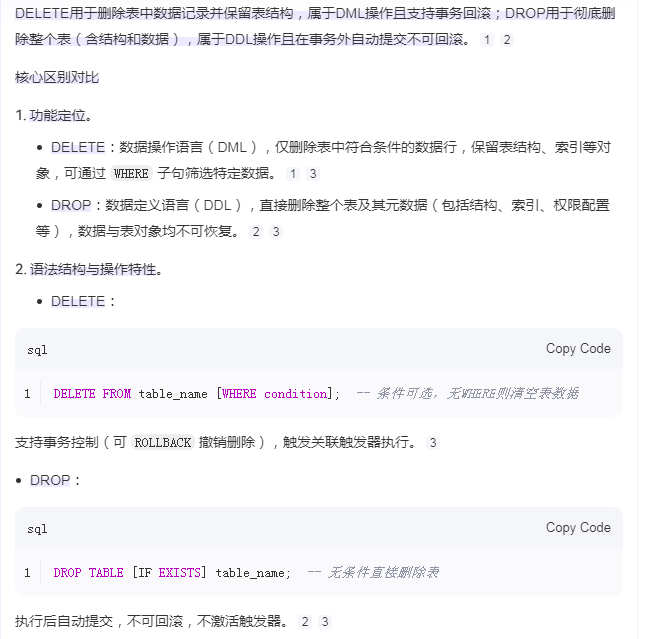 DELETE用于删除表中数据记录并保留表结构，属于DML操作且支持事务回滚；DROP用于彻底删
除整个表（含结构和数据），属于DDL操作且在事务外自动提交不可回滚。 1 2
核心区别对比
1. 功能定位。
• DELETE：数据操作语言（DML），仅删除表中符合条件的数据行，保留表结构、索引等对
象，可通过 WHERE 子句筛选特定数据。 1 3
• DROP：数据定义语言（DDL），直接删除整个表及其元数据（包括结构、索引、权限配置
等），数据与表对象均不可恢复。 2 3
2. 语法结构与操作特性。
• DELETE：
sql Copy Code
1 DELETE FROM table_name [WHERE condition]; -- 条件可选，无WHERE则清空表数据
支持事务控制（可 ROLLBACK 撤销删除），触发关联触发器执行。 3
• DROP：
sql Copy Code
1 DROP TABLE [IF EXISTS] table_name; -- 无条件直接删除表
执行后自动提交，不可回滚，不激活触发器。 2 3